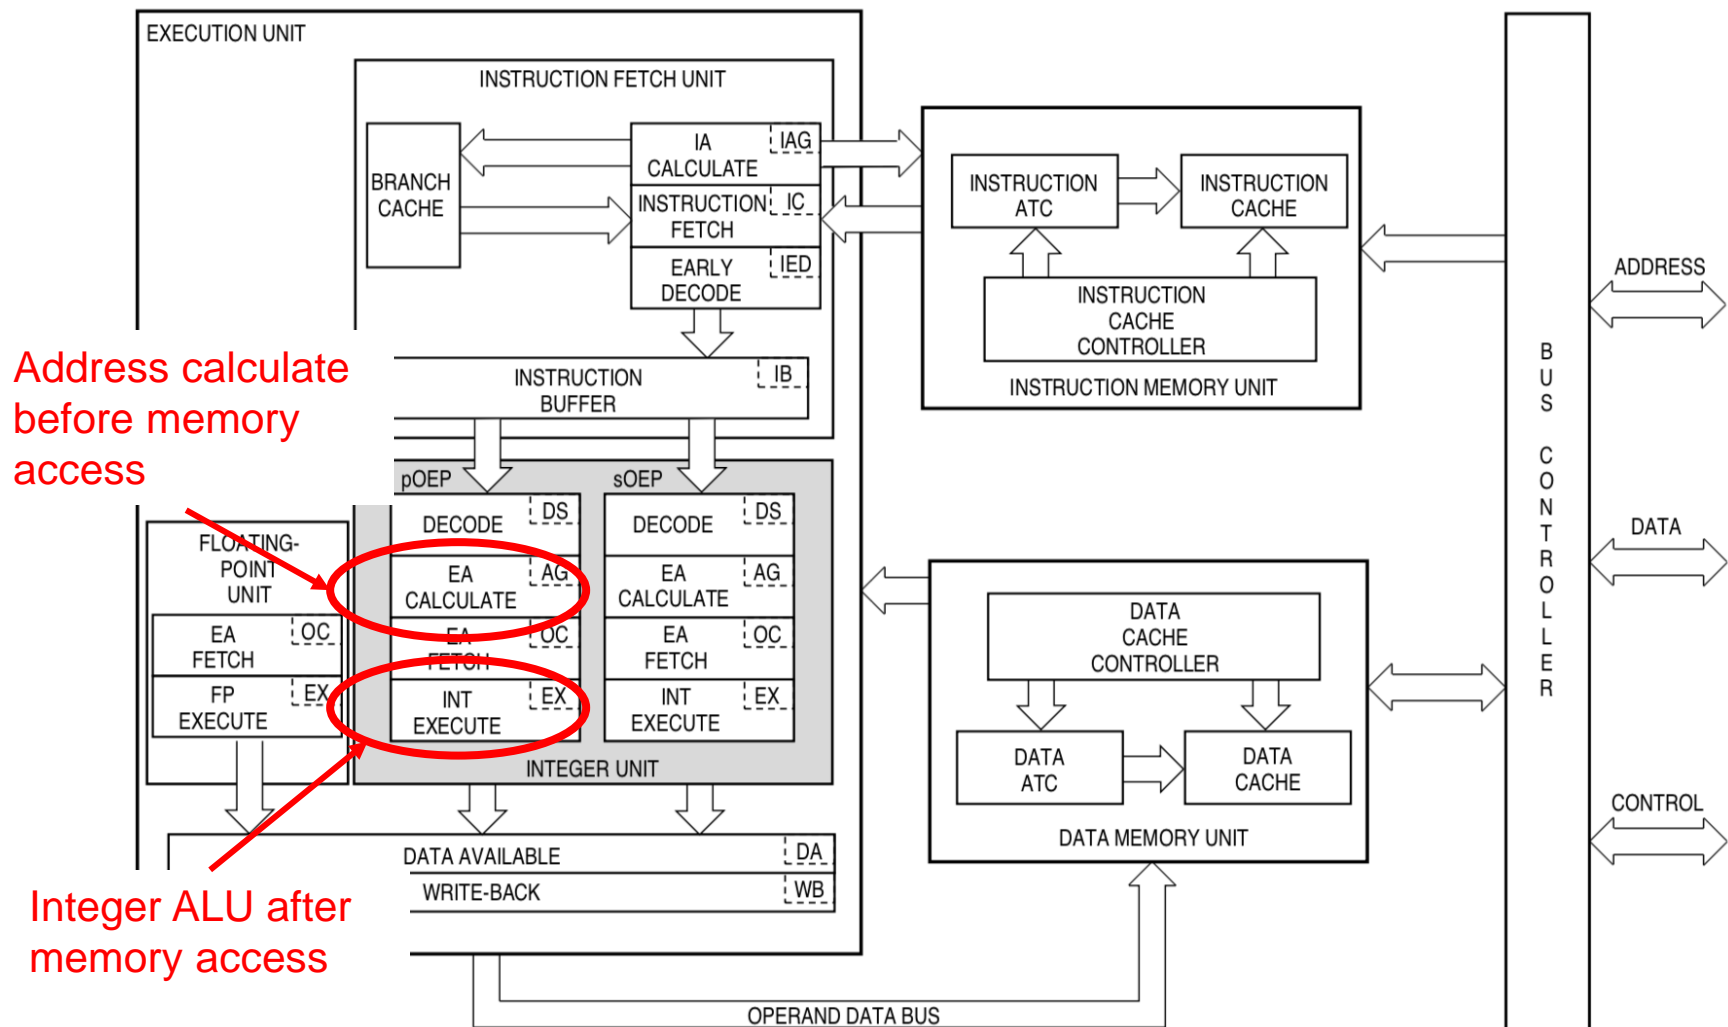 EXECUTION UNIT
INSTRUCTION FETCH UNIT
BRANCH
CACHE
IA
CALCULATE
IAG
INSTRUCTION
FETCH
IC
EARLY
DECODE
IED
INSTRUCTION
BUFFER
IB
Address calculate
before memory
access
pOEP
sOEP
DECODE
DS
EA
CALCULATE
AG
EA
FETCH
OC
INT
EXECUTE
EX
DECODE
DS
EA
CALCULATE
AG
EA
FETCH
OC
INT
EXECUTE
EX
INTEGER UNIT
FLOATING-
POINT
UNIT
EA
FETCH
OC
FP
EXECUTE
EX
DATA AVAILABLE
DA
WRITE-BACK
WB
Integer ALU after
memory access
INSTRUCTION
ATC
INSTRUCTION
CACHE
INSTRUCTION
CACHE
CONTROLLER
INSTRUCTION MEMORY UNIT
DATA
CACHE
CONTROLLER
DATA
ATC
DATA
CACHE
DATA MEMORY UNIT
OPERAND DATA BUS
BUS CONTROLLER
ADDRESS
DATA
CONTROL